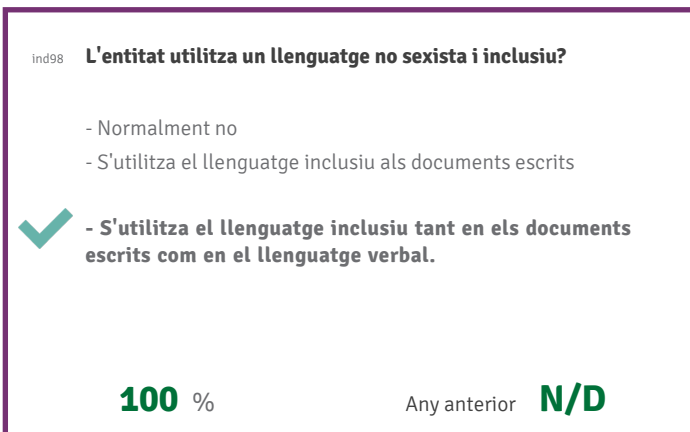 ind98 L'entitat utilitza un llenguatge no sexista i inclusiu?
- Normalment no
- S'utilitza el llenguatge inclusiu als documents escrits
- S'utilitza el llenguatge inclusiu tant en els documents
escrits com en el llenguatge verbal.
100 % Any anterior N/D